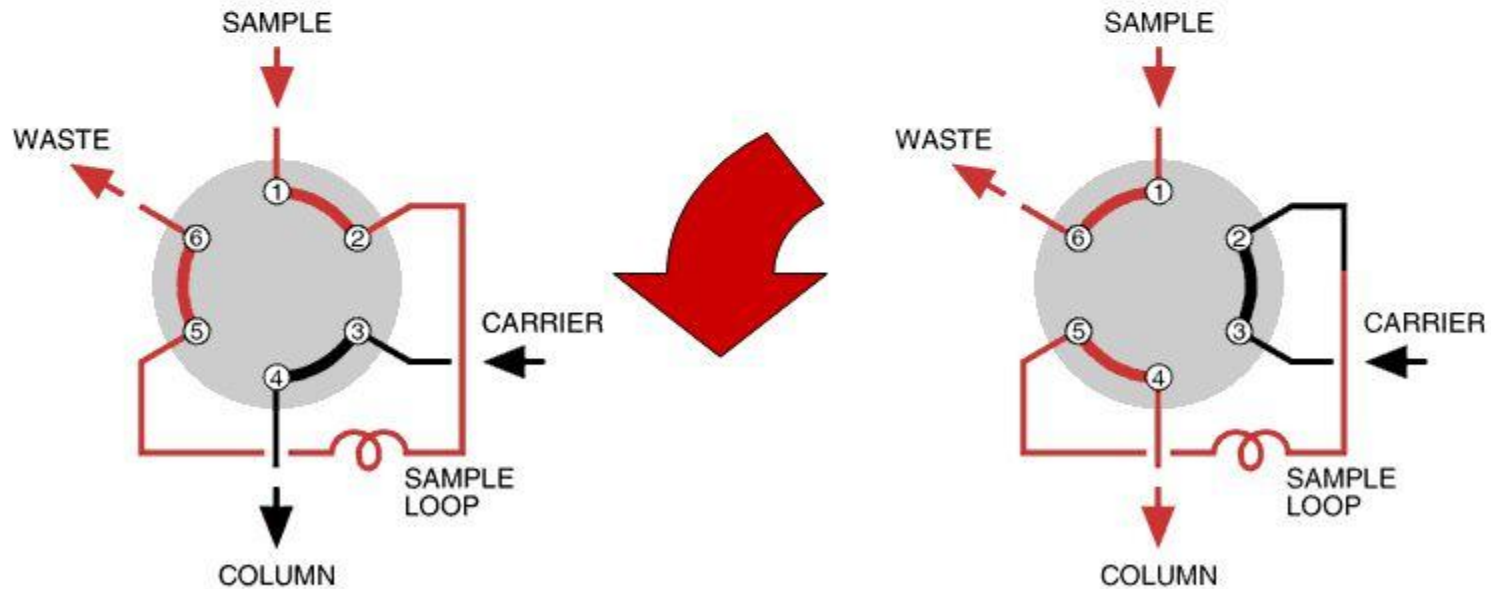 SAMPLE
WASTE
1
2
6
5
3
4
CARRIER
SAMPLE
LOOP
COLUMN
SAMPLE
WASTE
1
2
6
5
3
4
CARRIER
SAMPLE
LOOP
COLUMN